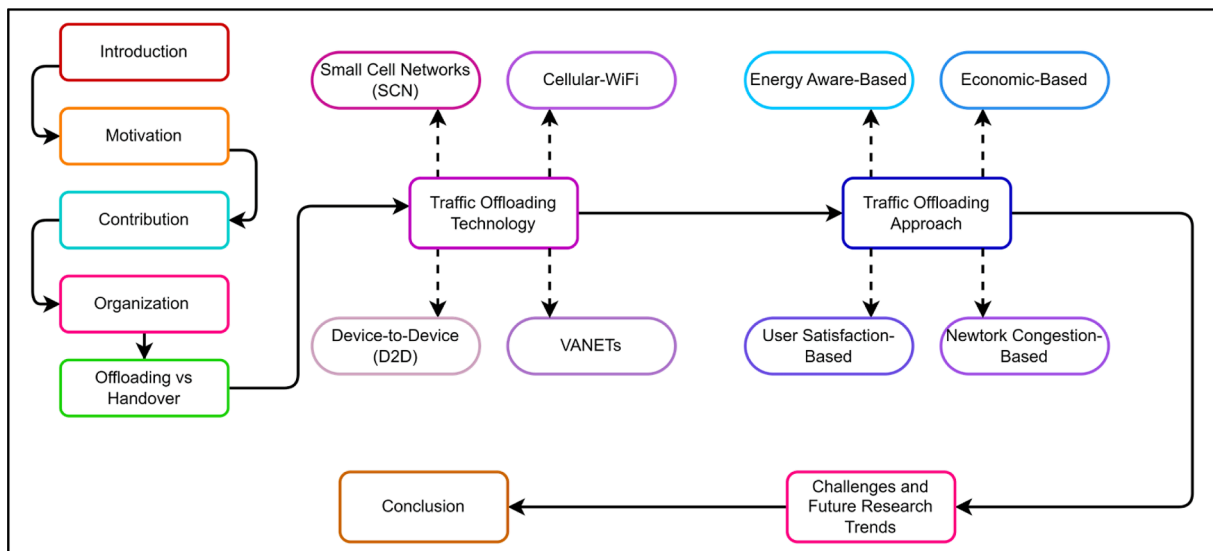 Introduction
Motivation
Contribution
Organization
Offloading vs
Handover
Small Cell Networks
(SCN)
Cellular-WiFi
Traffic Offloading
Technology
Device-to-Device
(D2D)
VANETs
Energy Aware-Based
Economic-Based
Traffic Offloading
Approach
User Satisfaction-
Based
Newtork Congestion-
Based
Challenges and
Future Research
Trends
Conclusion